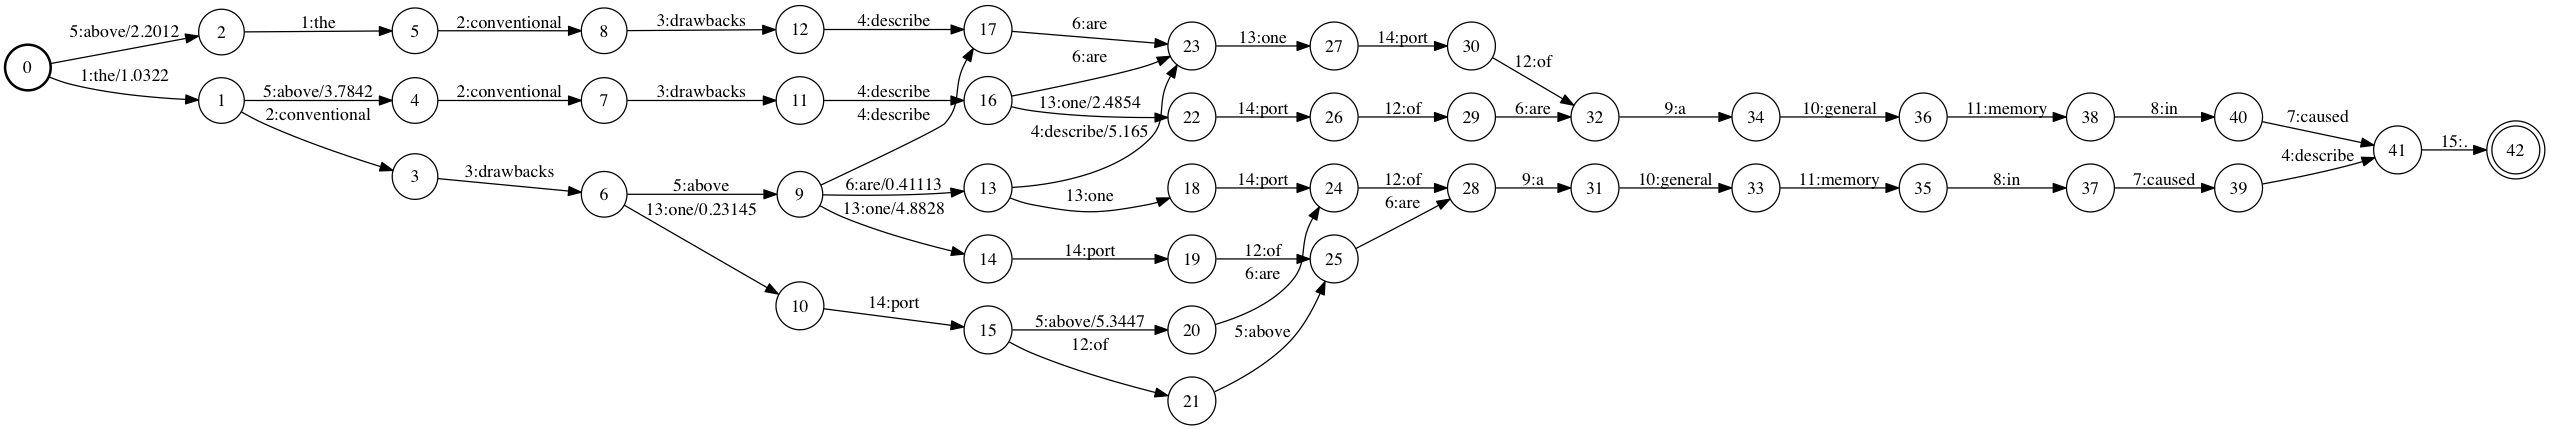 0
5:above/2.2012
1:the/1.0322
2
1:the
5
2:conventional
8
3:drawbacks
12
4:describe
17
6:are
23
13:one
27
14:port
30
12:of
1
5:above/3.7842
2:conventional
4
2:conventional
7
3:drawbacks
11
4:describe
4:describe
16
6:are
13:one/2.4854
4:describe/5.165
22
14:port
26
12:of
29
6:are
32
9:a
34
10:general
36
11:memory
38
8:in
40
7:caused
41
15:.
42
3
3:drawbacks
6
5:above
13:one/0.23145
9
6:are/0.41113
13:one/4.8828
13
13:one
18
14:port
24
12:of
6:are
28
9:a
31
10:general
33
11:memory
35
8:in
37
7:caused
39
4:describe
14
14:port
19
12:of
6:are
25
10
14:port
15
5:above/5.3447
12:of
20
5:above
21